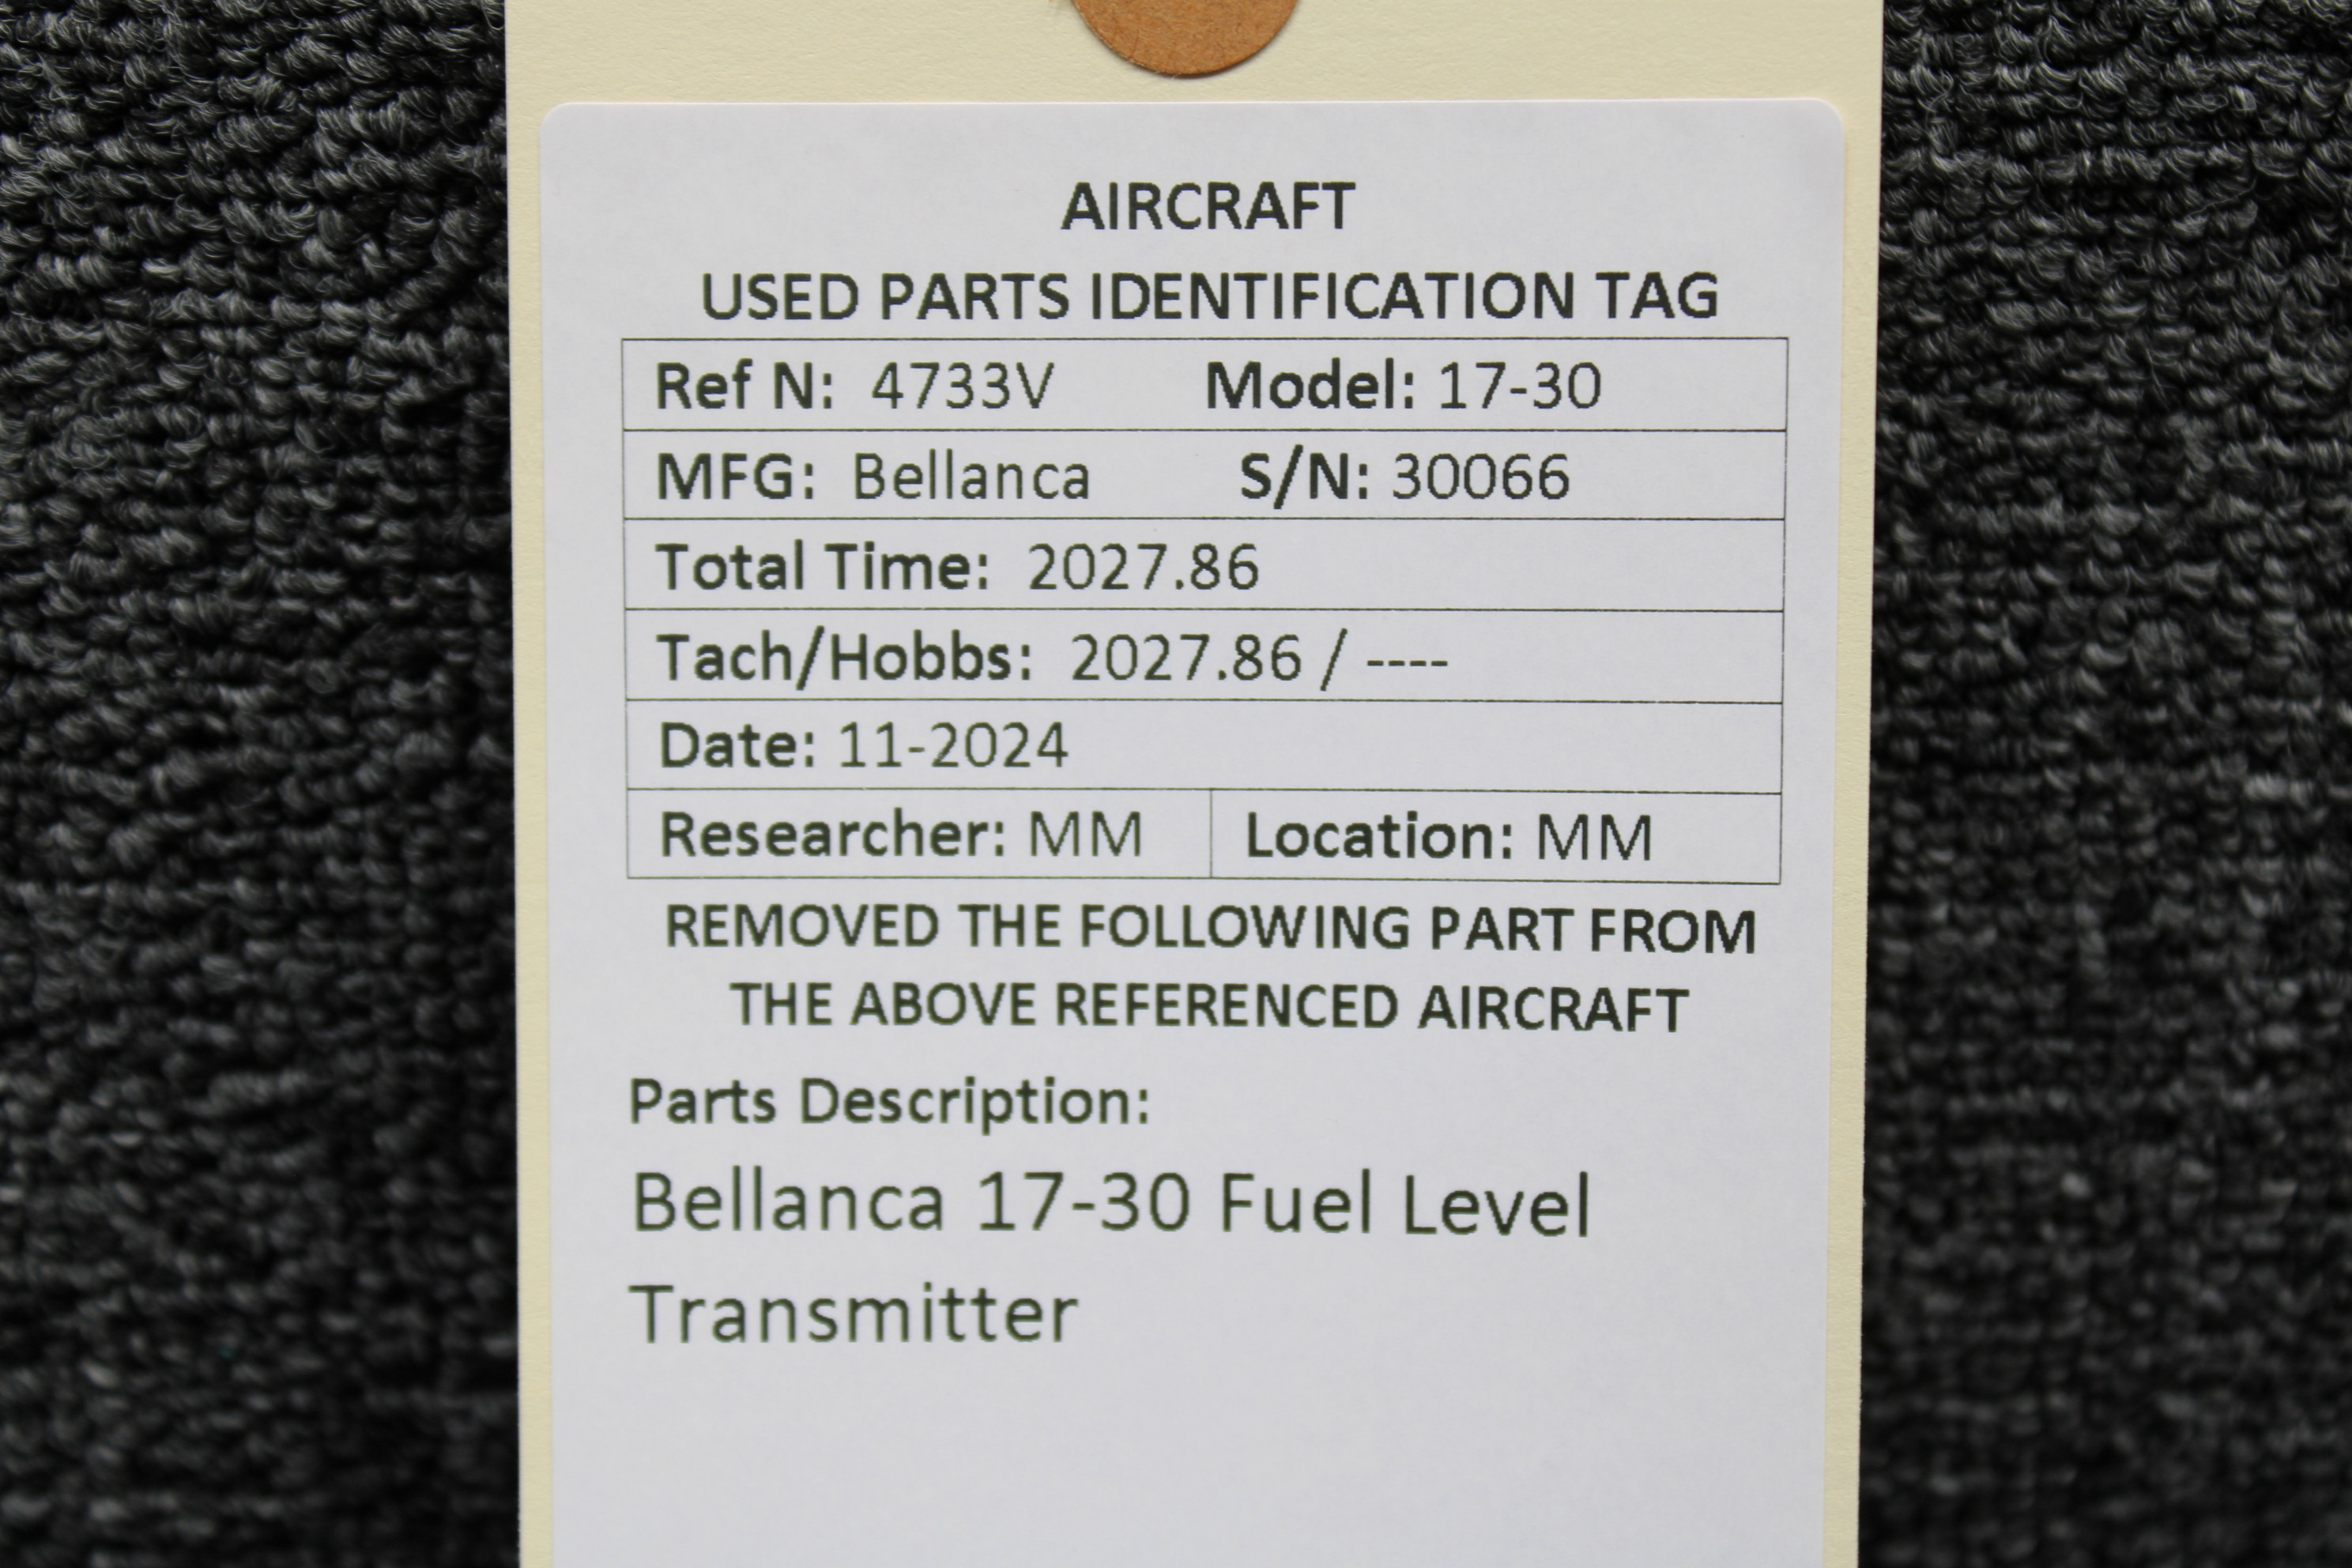 AIRCRAFT
USED PARTS IDENTIFICATION TAG
Ref N: 4733V Model: 17-30
MFG: Bellanca S/N: 30066
Total Time: 2027.86
Tach/Hobbs: 2027.86 / ----
Date: 11-2024
Researcher: MM Location: MM
REMOVED THE FOLLOWING PART FROM
THE ABOVE REFERENCED AIRCRAFT
Parts Description:
Bellanca 17-30 Fuel Level
Transmitter